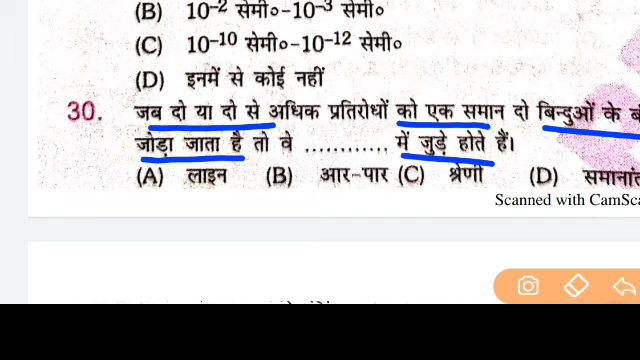 (B) 10⁻² सेमी०-10⁻³ सेमी०
(C) 10⁻¹⁰ सेमी०-10⁻¹² सेमी०
(D) इनमें से कोई नहीं
30. जब दो या दो से अधिक प्रतिरोधों को एक समान दो बिन्दुओं के
जोड़ा जाता है तो वे ............ में जुड़े होते हैं।
(A) लाइन (B) आर-पार (C) श्रेणी (D)
Scanned with